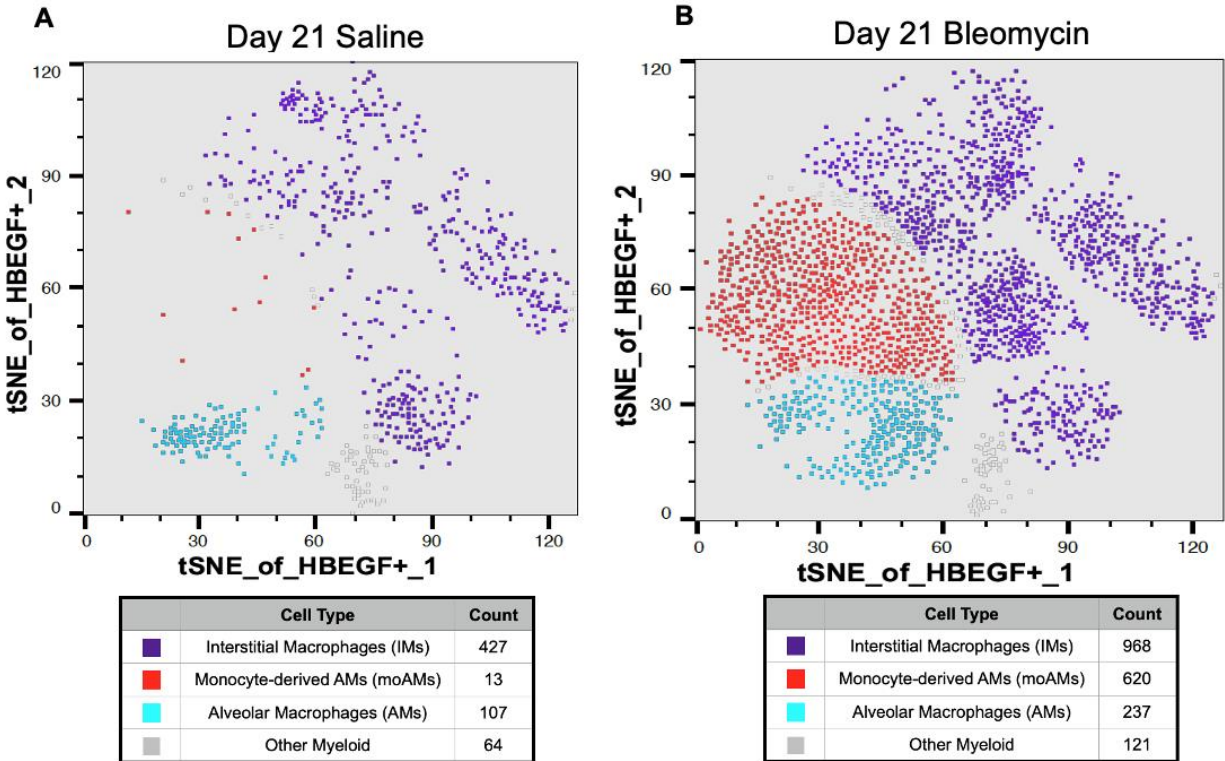 A
Day 21 Saline
120
90
60
30
0
tSNE_of_HBEGF+_2
0 30 60 90 120
tSNE_of_HBEGF+_1
Cell Type Count
Interstitial Macrophages (IMs) 427
Monocyte-derived AMs (moAMs) 13
Alveolar Macrophages (AMs) 107
Other Myeloid 64
B
Day 21 Bleomycin
120
90
60
30
0
tSNE_of_HBEGF+_2
0 30 60 90 120
tSNE_of_HBEGF+_1
Cell Type Count
Interstitial Macrophages (IMs) 968
Monocyte-derived AMs (moAMs) 620
Alveolar Macrophages (AMs) 237
Other Myeloid 121